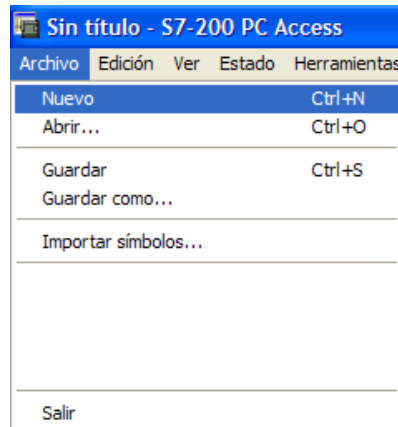 Sin título - S7-200 PC Access
Archivo Edición Ver Estado Herramientas
Nuevo Ctrl+N
Abrir... Ctrl+O
Guardar Ctrl+S
Guardar como...
Importar símbolos...
Salir